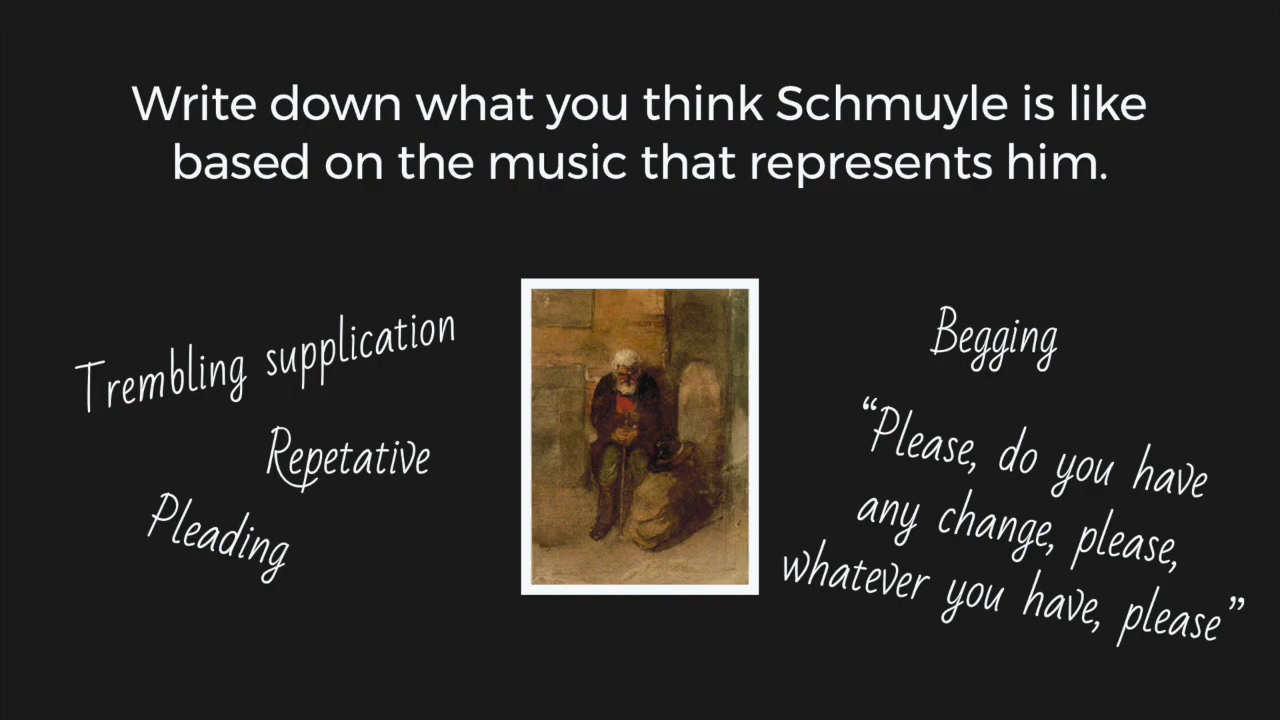 Write down what you think Schmuyle is like
based on the music that represents him.
Trembling supplication
Repetative
Pleading
Begging
“Please, do you have
any change, please,
whatever you have, please”